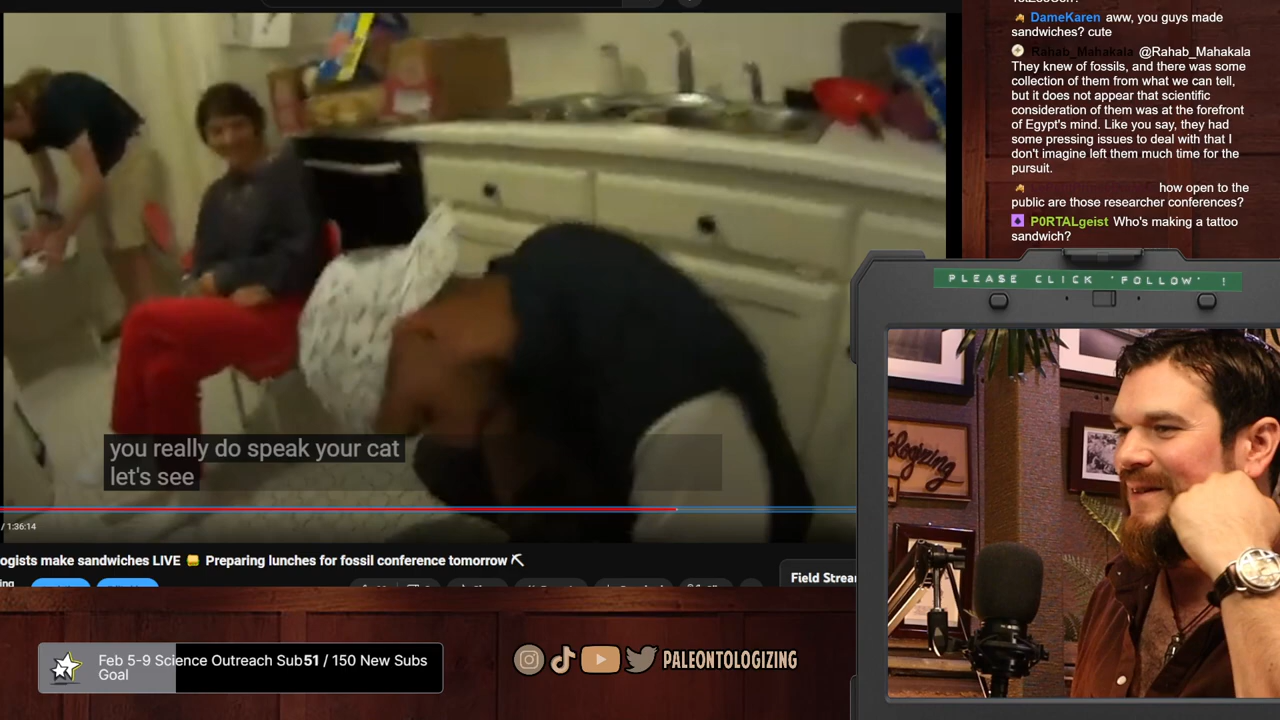 DameKaren aww, you guys made
sandwiches? cute
Rahab_Mahakala @Rahab_Mahakala
They knew of fossils, and there was some
collection of them from what we can tell,
but it does not appear that scientific
consideration of them was at the forefront
of Egypt's mind. Like you say, they had
some pressing issues to deal with that I
don't imagine left them much time for the
pursuit.
how open to the
public are those researcher conferences?
P0RTALgeist Who's making a tattoo
sandwich?
PLEASE CLICK "FOLLOW" !
ologizing
you really do speak your cat
let's see
/ 1:36:14
ogists make sandwiches LIVE 🥪 Preparing lunches for fossil conference tomorrow ⛏
Field Strea
Feb 5-9 Science Outreach Sub 51 / 150 New Subs
Goal
PALEONTOLOGIZING